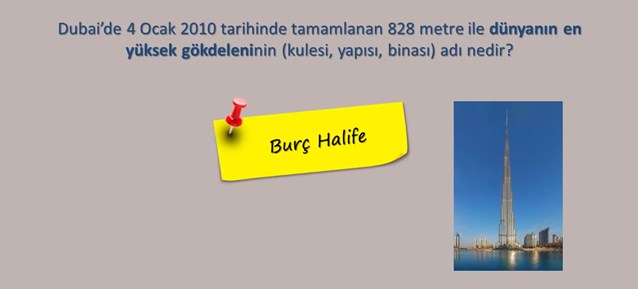 Dubai’de 4 Ocak 2010 tarihinde tamamlanan 828 metre ile dünyanın en
yüksek gökdeleninin (kulesi, yapısı, binası) adı nedir?
Burç Halife